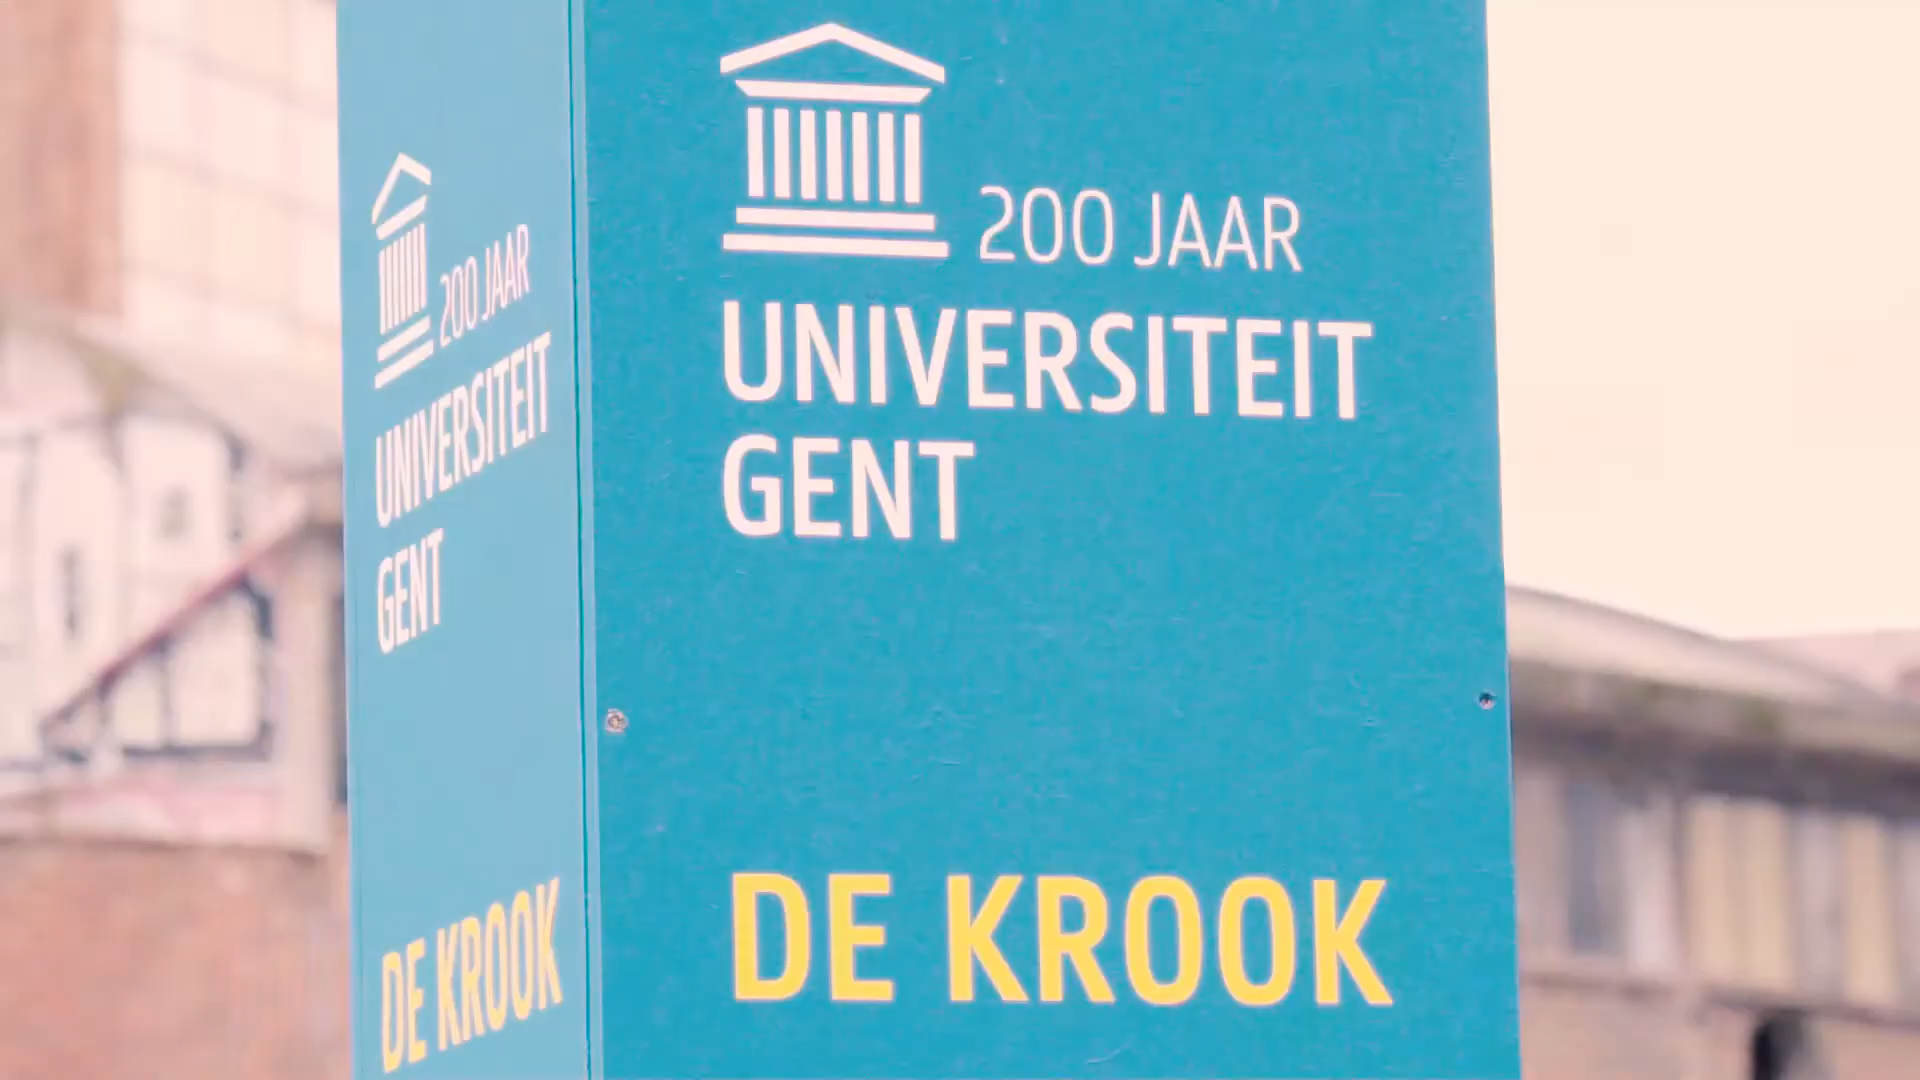 200 JAAR
UNIVERSITEIT
GENT
DE KROOK
200 JAAR
UNIVERSITEIT
GENT
DE KROOK